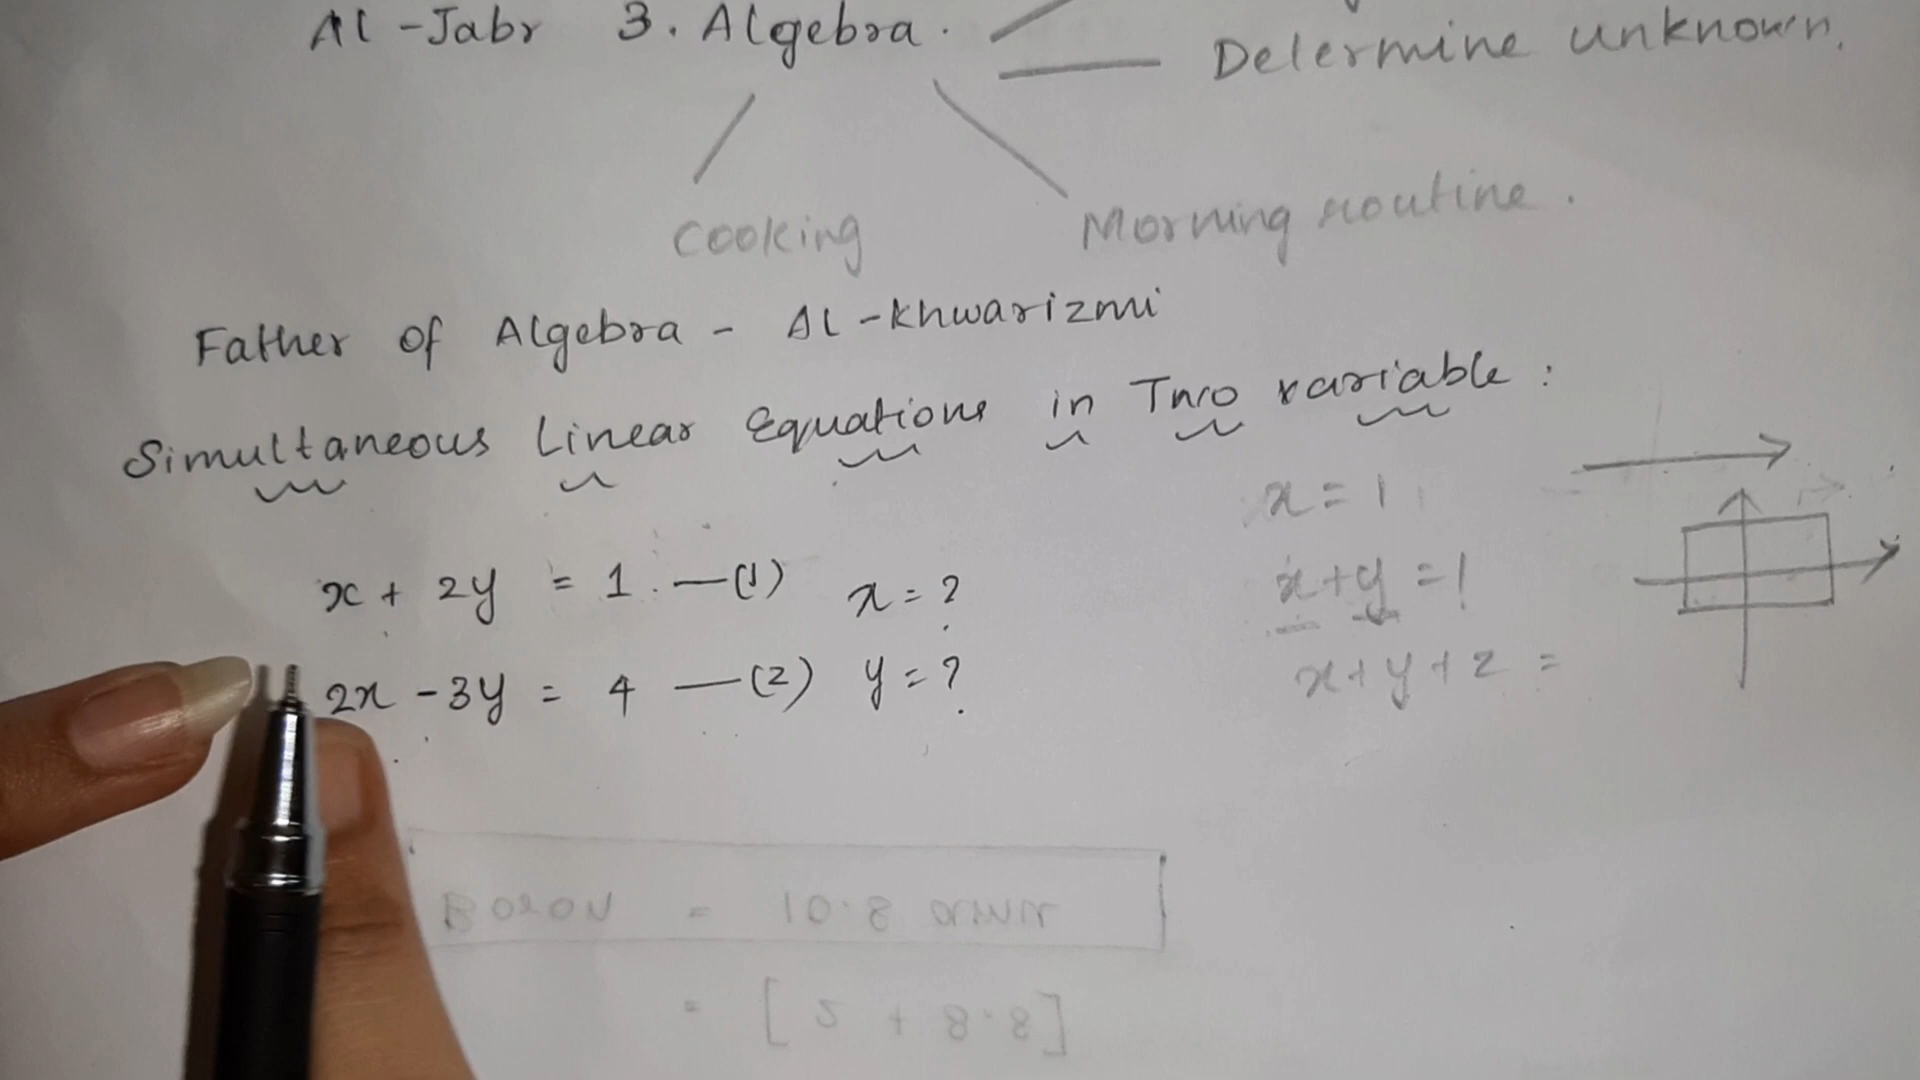 Al-Jabr 3. Algebra.
Determine unknown.
Cooking
Morning routine.
Father of Algebra - Al-khwarizmi
Simultaneous Linear Equations in Two variable :
x = 1
x + 2y = 1 —(1) x = ?
x+y = 1
2x - 3y = 4 —(2) y = ?
x+y+z =